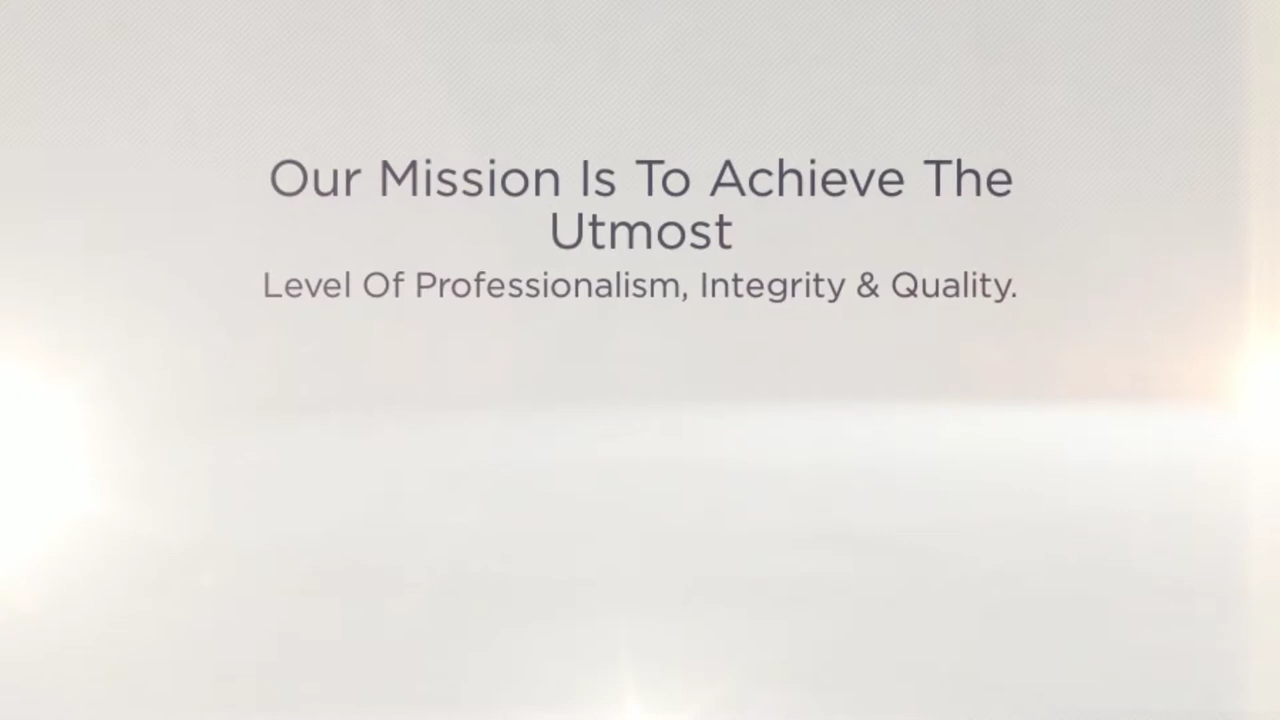 Our Mission Is To Achieve The
Utmost
Level Of Professionalism, Integrity & Quality.